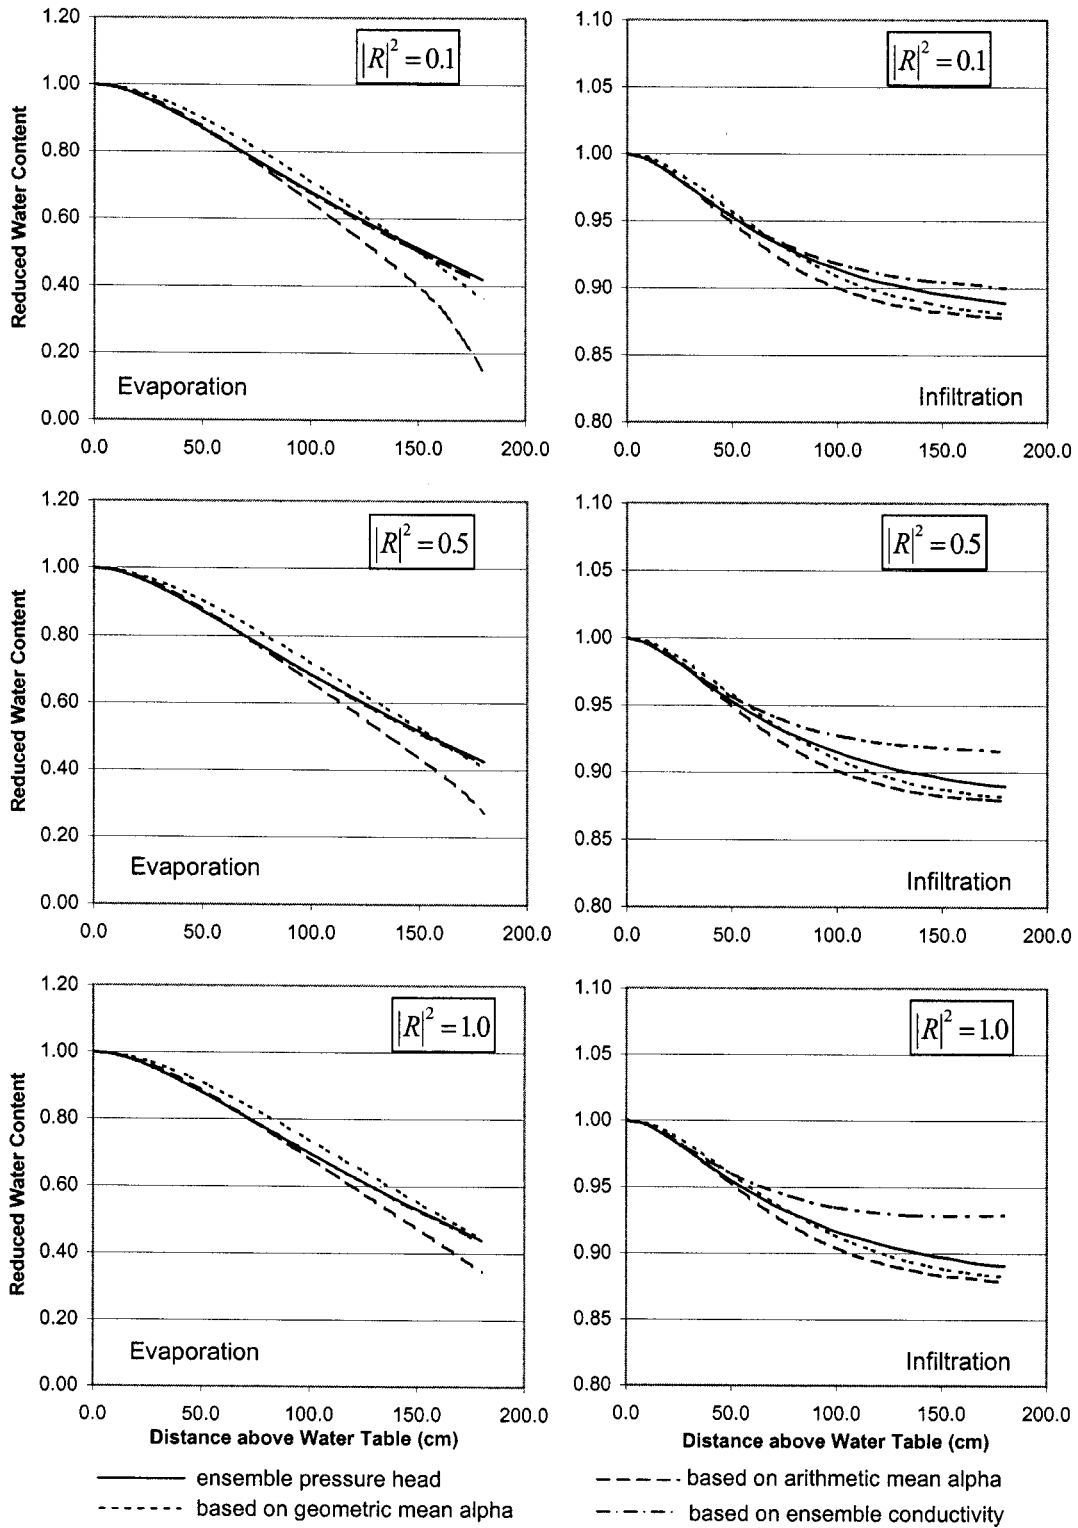 1.20
1.00
0.80
0.60
0.40
0.20
0.00
Reduced Water Content
|R|² = 0.1
Evaporation
0.0 50.0 100.0 150.0 200.0
1.10
1.05
1.00
0.95
0.90
0.85
0.80
|R|² = 0.1
Infiltration
0.0 50.0 100.0 150.0 200.0
1.20
1.00
0.80
0.60
0.40
0.20
0.00
Reduced Water Content
|R|² = 0.5
Evaporation
0.0 50.0 100.0 150.0 200.0
1.10
1.05
1.00
0.95
0.90
0.85
0.80
|R|² = 0.5
Infiltration
0.0 50.0 100.0 150.0 200.0
1.20
1.00
0.80
0.60
0.40
0.20
0.00
Reduced Water Content
|R|² = 1.0
Evaporation
0.0 50.0 100.0 150.0 200.0
Distance above Water Table (cm)
1.10
1.05
1.00
0.95
0.90
0.85
0.80
|R|² = 1.0
Infiltration
0.0 50.0 100.0 150.0 200.0
Distance above Water Table (cm)
ensemble pressure head
based on geometric mean alpha
based on arithmetic mean alpha
based on ensemble conductivity